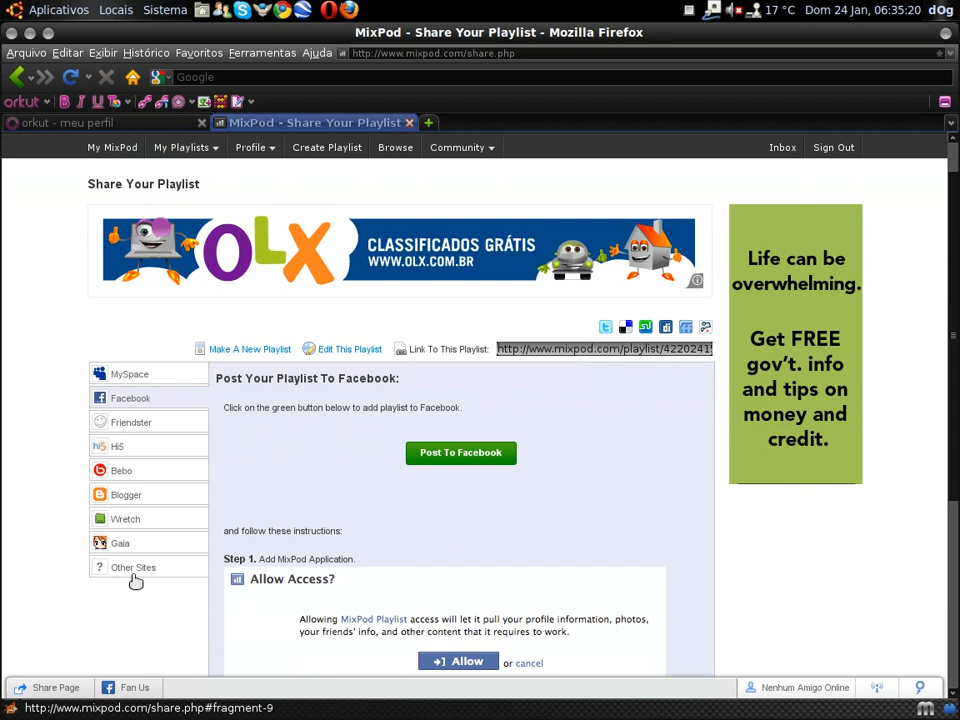 Aplicativos Locais Sistema 17 °C Dom 24 Jan, 06:35:20 dOg
MixPod - Share Your Playlist - Mozilla Firefox
Arquivo Editar Exibir Histórico Favoritos Ferramentas Ajuda http://www.mixpod.com/share.php
Google
orkut B I U
orkut - meu perfil MixPod - Share Your Playlist
My MixPod My Playlists Profile Create Playlist Browse Community Inbox Sign Out
Share Your Playlist
OLX
CLASSIFICADOS GRÁTIS
WWW.OLX.COM.BR
Life can be
overwhelming.
Get FREE
gov't. info
and tips on
money and
credit.
Make A New Playlist Edit This Playlist Link To This Playlist: http://www.mixpod.com/playlist/4220241
MySpace
Facebook
Friendster
hi5 Hi5
Bebo
Blogger
Wretch
Gaia
? Other Sites
Post Your Playlist To Facebook:
Click on the green button below to add playlist to Facebook.
Post To Facebook
and follow these instructions:
Step 1. Add MixPod Application.
Allow Access?
Allowing MixPod Playlist access will let it pull your profile information, photos,
your friends' info, and other content that it requires to work.
Allow or cancel
Share Page Fan Us Nenhum Amigo Online
http://www.mixpod.com/share.php#fragment-9